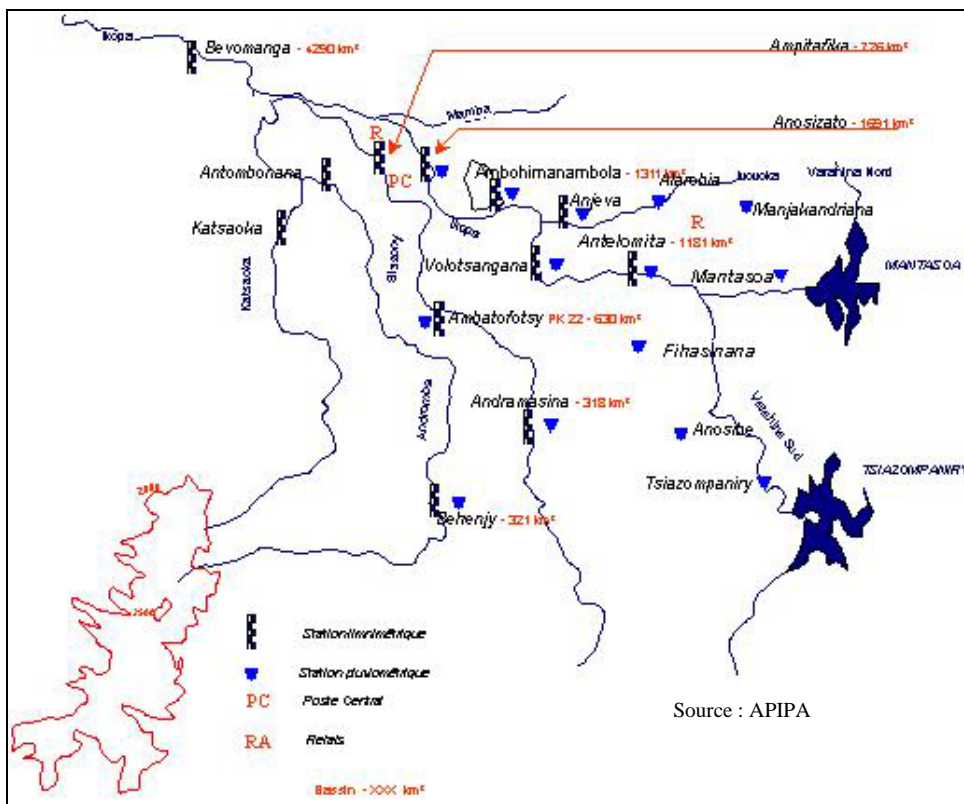 Ikopa
Bevomanga - 4290 km²
Ampitafika - 726 km²
Mamba
R
Anosizato - 1691 km²
PC
Antombonana
Ambohimanambola - 1311 km²
Alarobia
Varahina Nord
Anjeva
Manjakandriana
Katsaoka
Ikopa
R
Antelomita - 1181 km²
Volotsangana
Mantasoa
MANTASOA
Katsaoka
Sisaony
Ambatofotsy PK 22 - 630 km²
Fihasinana
Andromba
Andramasina - 318 km²
Anosibe
Varahina Sud
Tsiazompaniry
TSIAZOMPANIRY
Behenjy - 321 km²
Station limnimétrique
Station pluviométrique
PC Poste Central
RA Relais
Source : APIPA
Bassin - XXX km²